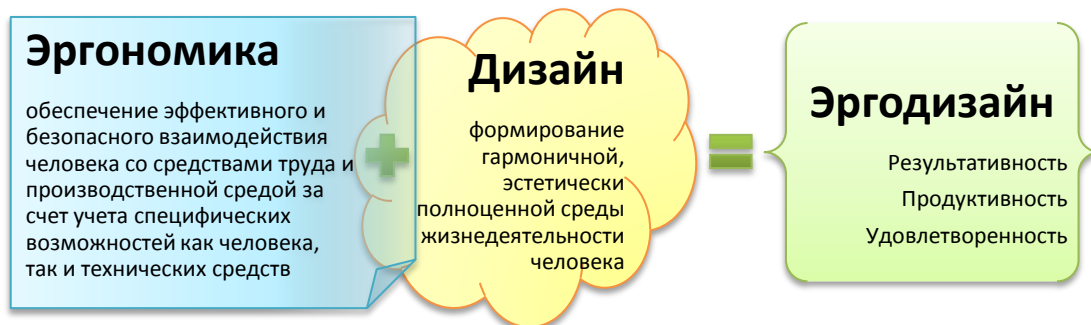 Эргономика
обеспечение эффективного и
безопасного взаимодействия
человека со средствами труда и
производственной средой за
счет учета специфических
возможностей как человека,
так и технических средств
Дизайн
формирование
гармоничной,
эстетически
полноценной среды
жизнедеятельности
человека
Эргодизайн
Результативность
Продуктивность
Удовлетворенность